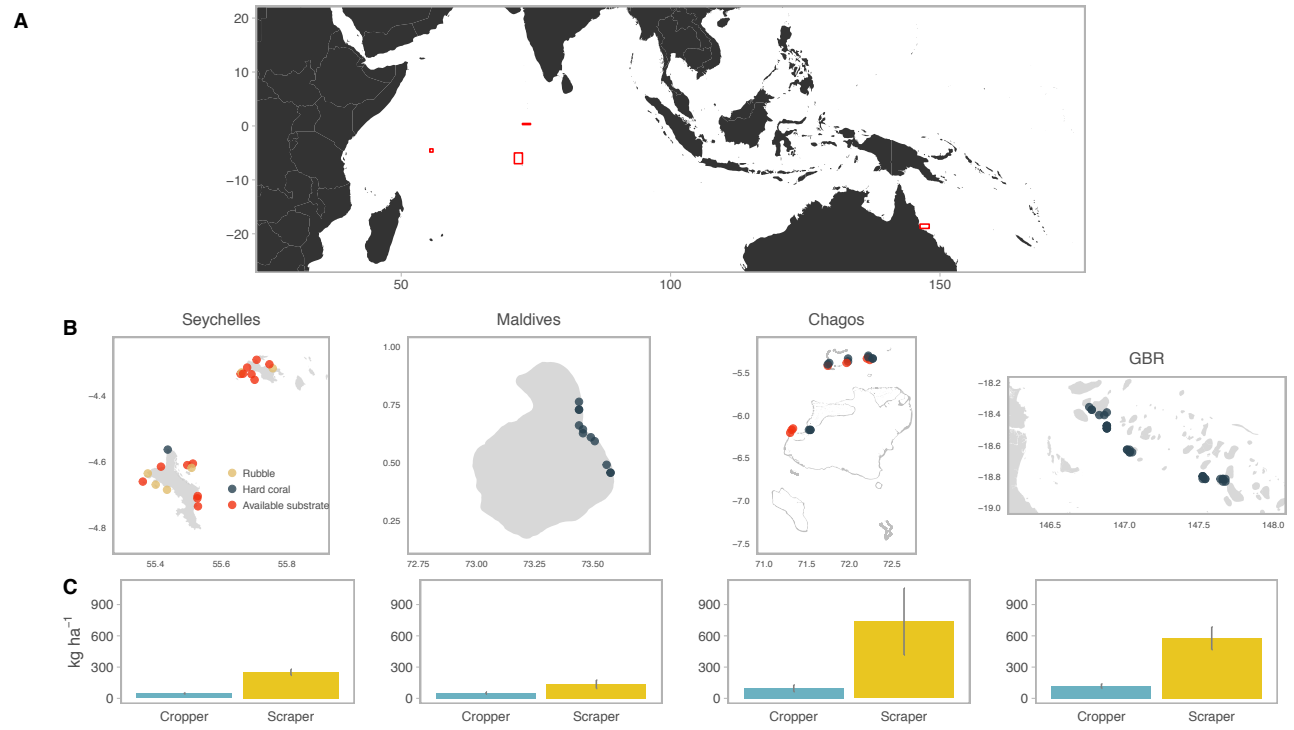 A
20
10
0
−10
−20
50
100
150
B
Seychelles
Maldives
Chagos
GBR
−4.4
−4.6
−4.8
55.4
55.6
55.8
Rubble
Hard coral
Available substrate
1.00
0.75
0.50
0.25
72.75
73.00
73.25
73.50
−5.5
−6.0
−6.5
−7.0
−7.5
71.0
71.5
72.0
72.5
−18.2
−18.4
−18.6
−18.8
−19.0
146.5
147.0
147.5
148.0
C
kg ha⁻¹
900
600
300
0
Cropper
Scraper
900
600
300
0
Cropper
Scraper
900
600
300
0
Cropper
Scraper
900
600
300
0
Cropper
Scraper